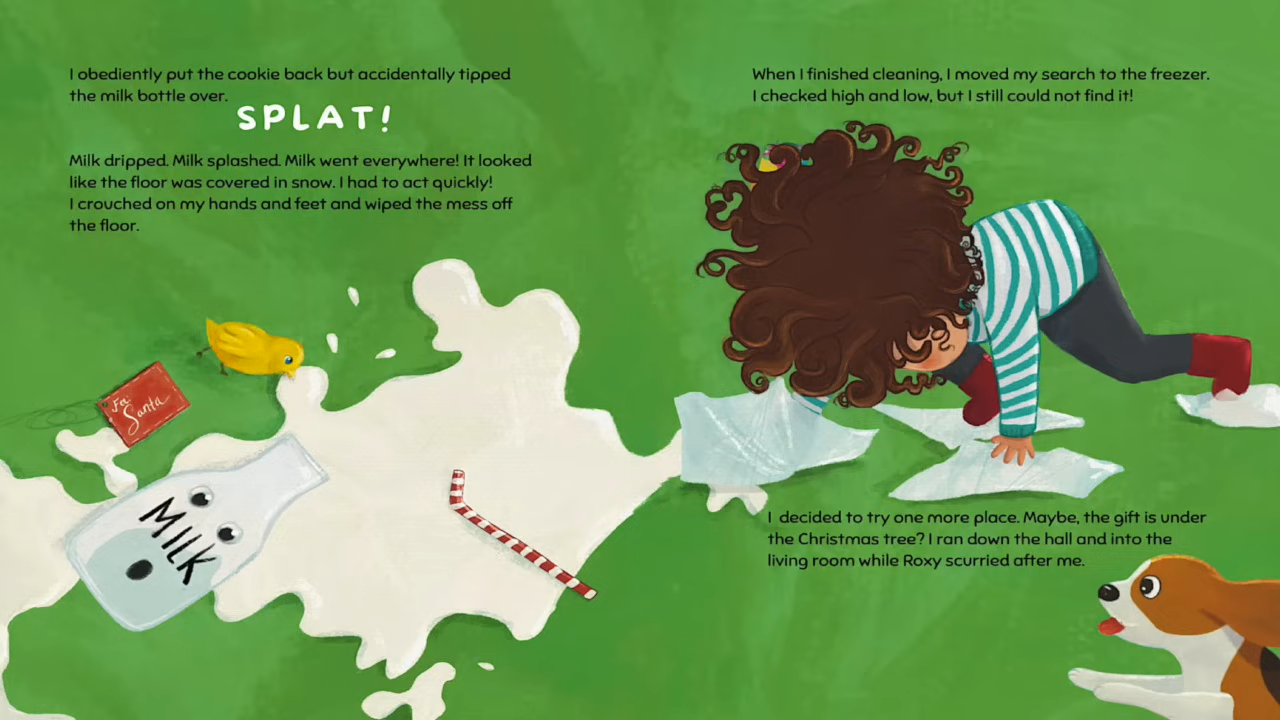 I obediently put the cookie back but accidentally tipped
the milk bottle over.
SPLAT!
Milk dripped. Milk splashed. Milk went everywhere! It looked
like the floor was covered in snow. I had to act quickly!
I crouched on my hands and feet and wiped the mess off
the floor.
For:
Santa
MILK
When I finished cleaning, I moved my search to the freezer.
I checked high and low, but I still could not find it!
I decided to try one more place. Maybe, the gift is under
the Christmas tree? I ran down the hall and into the
living room while Roxy scurried after me.